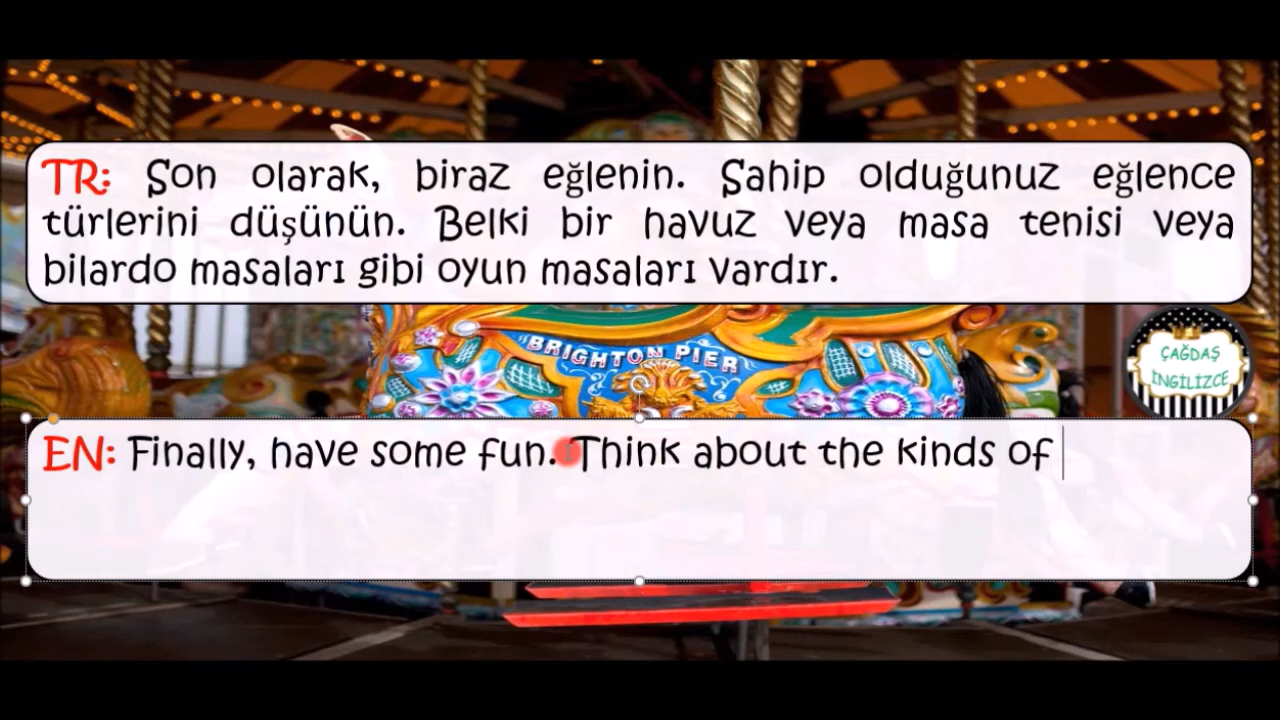 TR: Son olarak, biraz eğlenin. Sahip olduğunuz eğlence
türlerini düşünün. Belki bir havuz veya masa tenisi veya
bilardo masaları gibi oyun masaları vardır.
BRIGHTON PIER
ÇAĞDAŞ
İNGİLİZCE
EN: Finally, have some fun. Think about the kinds of